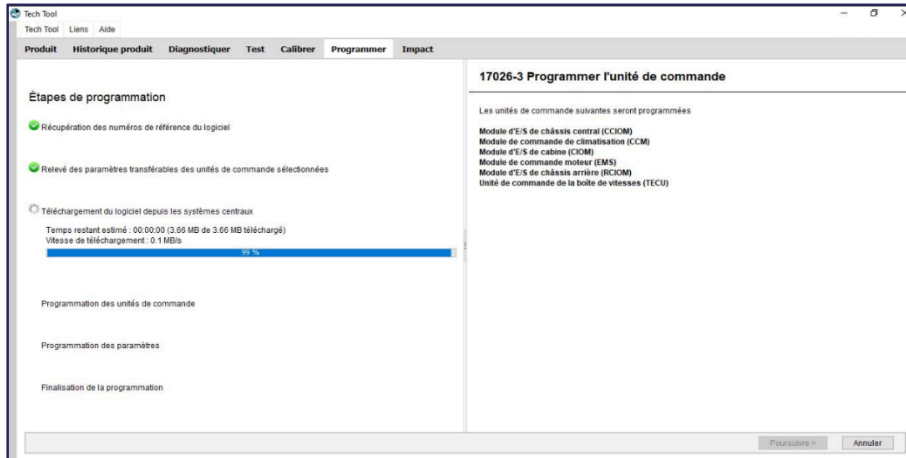 Tech Tool
Tech Tool Liens Aide
Produit Historique produit Diagnostiquer Test Calibrer Programmer Impact
Étapes de programmation
Récupération des numéros de référence du logiciel
Relevé des paramètres transférables des unités de commande sélectionnées
Téléchargement du logiciel depuis les systèmes centraux
Temps restant estimé : 00:00:00 (3.66 MB de 3.66 MB téléchargé)
Vitesse de téléchargement : 0.1 MB/s
99 %
Programmation des unités de commande
Programmation des paramètres
Finalisation de la programmation
17026-3 Programmer l'unité de commande
Les unités de commande suivantes seront programmées
Module d'E/S de châssis central (CCIOM)
Module de commande de climatisation (CCM)
Module d'E/S de cabine (CIOM)
Module de commande moteur (EMS)
Module d'E/S de châssis arrière (RCIOM)
Unité de commande de la boîte de vitesses (TECU)
Poursuivre » Annuler